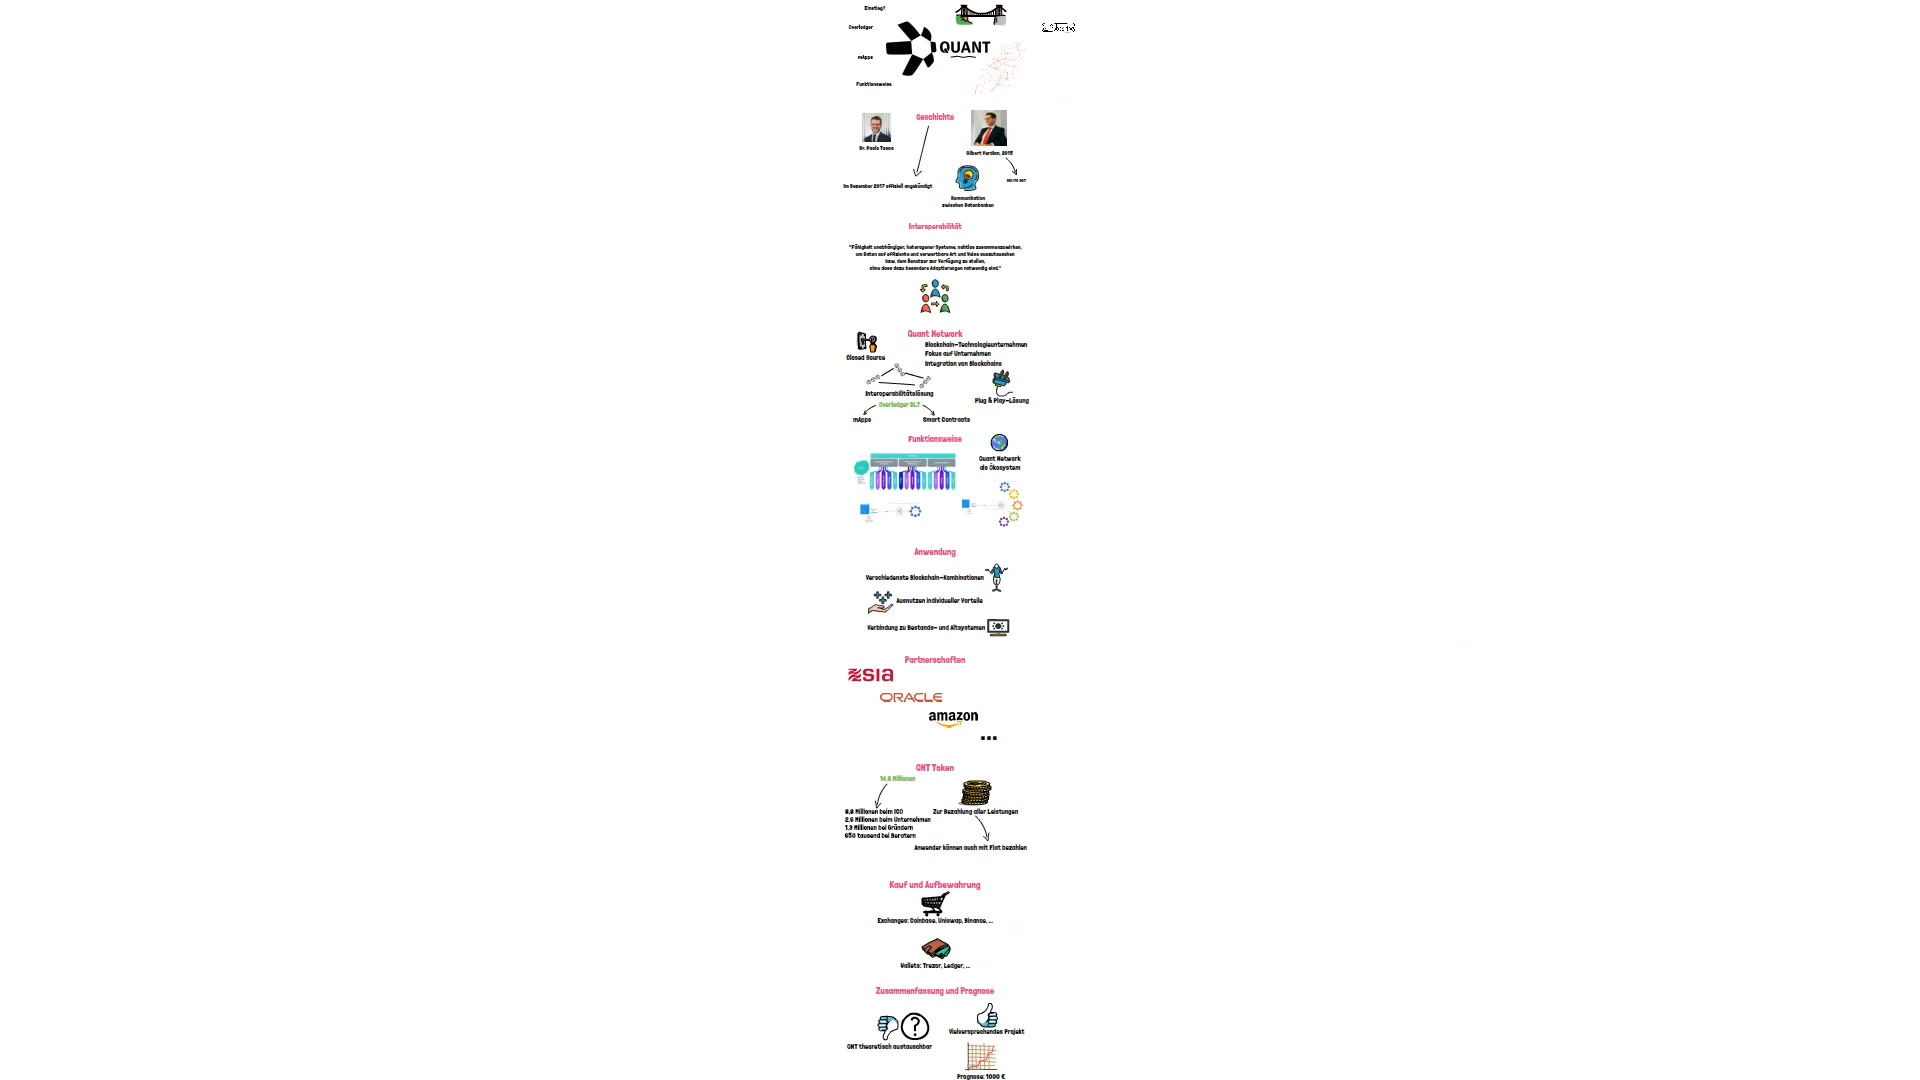 Einstieg?
Overledger
mApps
Funktionsweise
QUANT
Geschichte
Dr. Paolo Tasca
Gilbert Verdian, 2015
Im Dezember 2017 offiziell angekündigt
Kommunikation
zwischen Datenbanken
Interoperabilität
"Fähigkeit unabhängiger, heterogener Systeme, nahtlos zusammenzuwirken,
um Daten auf effiziente und verwertbare Art und Weise auszutauschen
bzw. dem Benutzer zur Verfügung zu stellen,
ohne dass dazu besondere Adaptierungen notwendig sind."
Quant Network
Closed Source
Blockchain-Technologieunternehmen
Fokus auf Unternehmen
Integration von Blockchains
Interoperabilitätslösung
Plug & Play-Lösung
Overledger DLT
mApps
Smart Contracts
Funktionsweise
Quant Network
als Ökosystem
Anwendung
Verschiedenste Blockchain-Kombinationen
Ausnutzen individueller Vorteile
Verbindung zu Bestands- und Altsystemen
Partnerschaften
sia
ORACLE
amazon
...
QNT Token
14,6 Millionen
9,9 Millionen beim ICO
2,6 Millionen beim Unternehmen
1,3 Millionen bei Gründern
650 tausend bei Beratern
Zur Bezahlung aller Leistungen
Anwender können auch mit Fiat bezahlen
Kauf und Aufbewahrung
Exchanges: Coinbase, Uniswap, Binance, ...
Wallets: Trezor, Ledger, ...
Zusammenfassung und Prognose
QNT theoretisch austauschbar
Vielversprechendes Projekt
Prognose: 1000 €